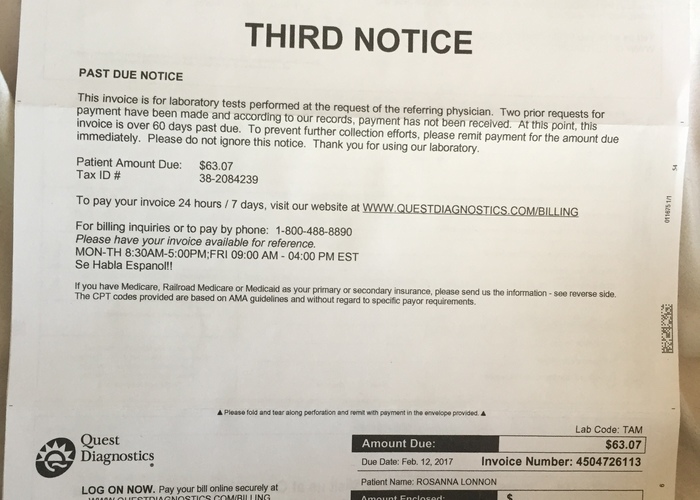 THIRD NOTICE
PAST DUE NOTICE
This invoice is for laboratory tests performed at the request of the referring physician. Two prior requests for
payment have been made and according to our records, payment has not been received. At this point, this
invoice is over 60 days past due. To prevent further collection efforts, please remit payment for the amount due
immediately. Please do not ignore this notice. Thank you for using our laboratory.
Patient Amount Due: $63.07
Tax ID # 38-2084239
To pay your invoice 24 hours / 7 days, visit our website at WWW.QUESTDIAGNOSTICS.COM/BILLING
For billing inquiries or to pay by phone: 1-800-488-8890
Please have your invoice available for reference.
MON-TH 8:30AM-5:00PM;FRI 09:00 AM - 04:00 PM EST
Se Habla Espanol!!
If you have Medicare, Railroad Medicare or Medicaid as your primary or secondary insurance, please send us the information - see reverse side.
The CPT codes provided are based on AMA guidelines and without regard to specific payor requirements.
54
011675 1/1
▲ Please fold and tear along perforation and remit with payment in the envelope provided. ▲
Quest
Diagnostics
LOG ON NOW. Pay your bill online securely at
WWW.QUESTDIAGNOSTICS.COM/BILLING
Lab Code: TAM
Amount Due: $63.07
Due Date: Feb. 12, 2017 Invoice Number: 4504726113
Patient Name: ROSANNA LONNON
Amount Enclosed: $